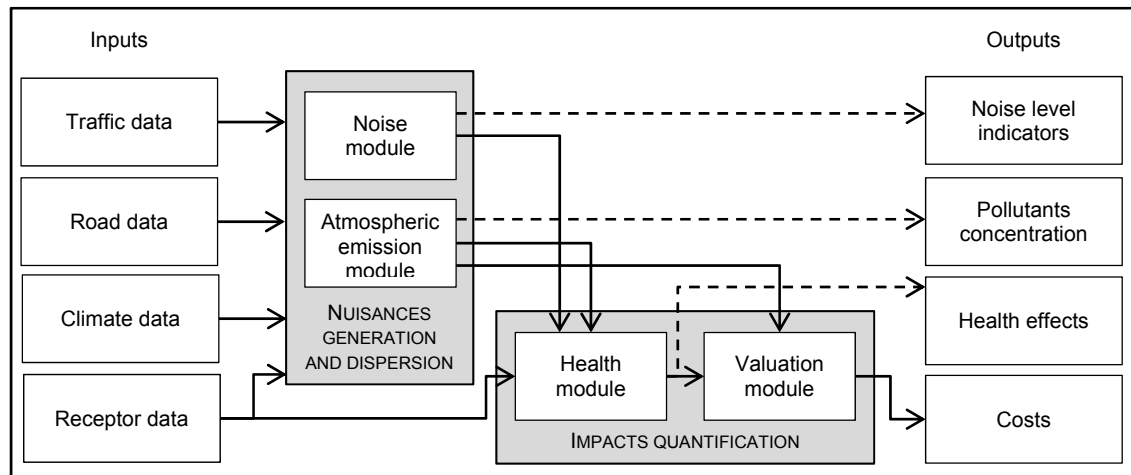 Inputs
Outputs
Traffic data
Road data
Climate data
Receptor data
Noise
module
Atmospheric
emission
module
NUISANCES
GENERATION
AND DISPERSION
Health
module
Valuation
module
IMPACTS QUANTIFICATION
Noise level
indicators
Pollutants
concentration
Health effects
Costs